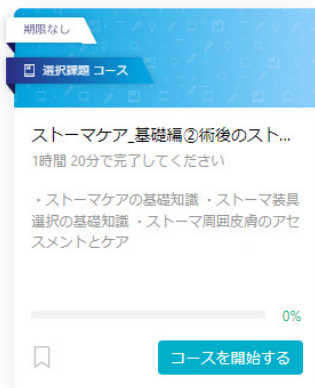 期限なし
選択課題 コース
ストーマケア_基礎編②術後のスト...
1時間 20分で完了してください
・ストーマケアの基礎知識 ・ストーマ装具
選択の基礎知識 ・ストーマ周囲皮膚のアセ
スメントとケア
0%
コースを開始する